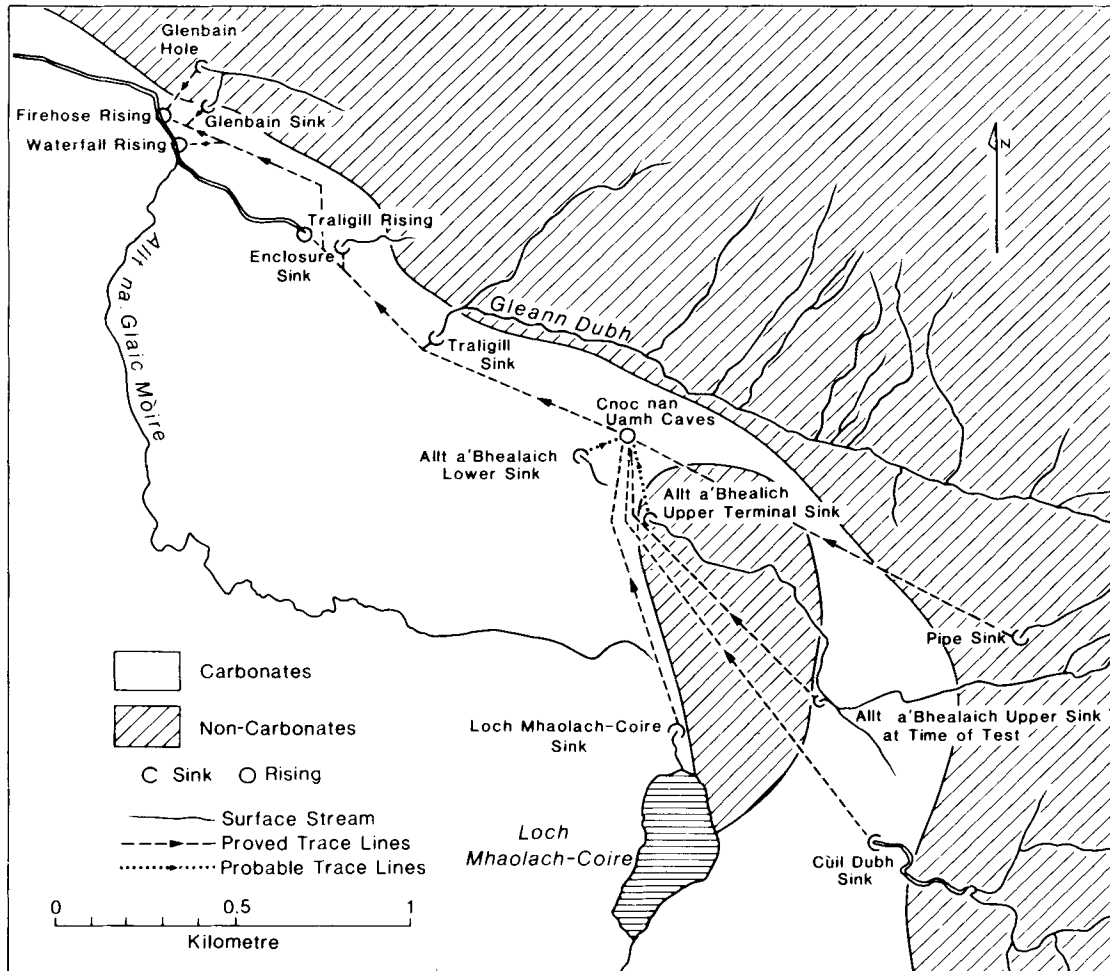 Glenbain
Hole
Firehose Rising
Glenbain Sink
Waterfall Rising
N
Traligill Rising
Enclosure
Sink
Allt na Glaic Mòire
Gleann Dubh
Traligill
Sink
Cnoc nan
Uamh Caves
Allt a'Bhealaich
Lower Sink
Allt a'Bhealich
Upper Terminal Sink
Pipe Sink
Carbonates
Non-Carbonates
Sink
Rising
Surface Stream
Proved Trace Lines
Probable Trace Lines
Loch Mhaolach-Coire
Sink
Allt a'Bhealaich Upper Sink
at Time of Test
Loch
Mhaolach-Coire
Cùil Dubh
Sink
0 0.5 1
Kilometre